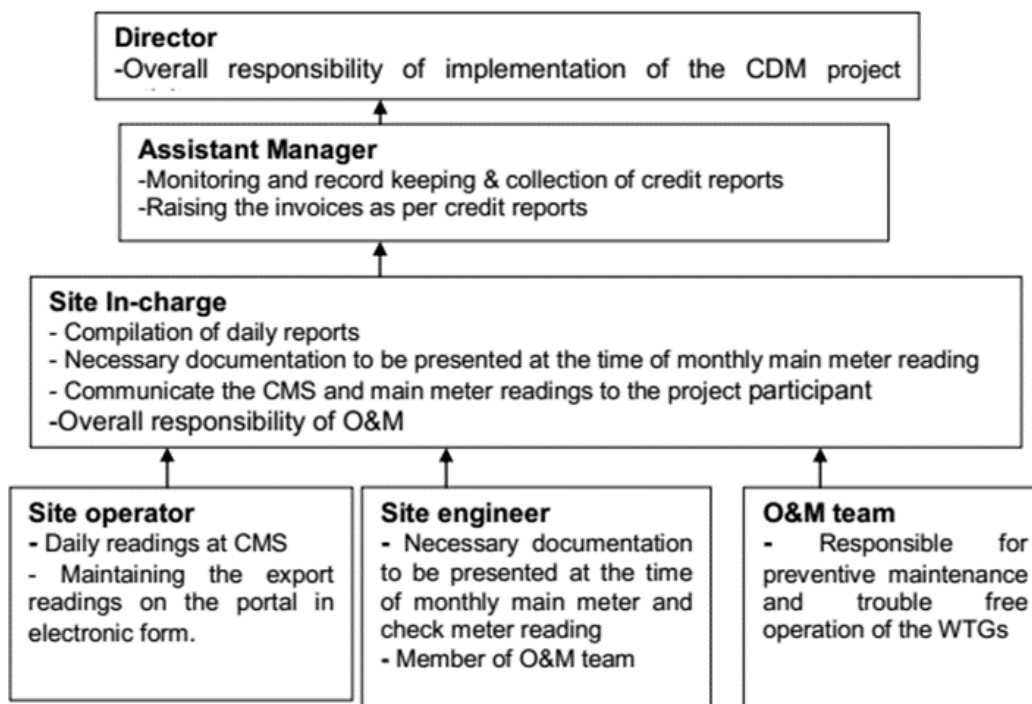 Director
-Overall responsibility of implementation of the CDM project
Assistant Manager
-Monitoring and record keeping & collection of credit reports
-Raising the invoices as per credit reports
Site In-charge
- Compilation of daily reports
- Necessary documentation to be presented at the time of monthly main meter reading
- Communicate the CMS and main meter readings to the project participant
-Overall responsibility of O&M
Site operator
- Daily readings at CMS
- Maintaining the export
readings on the portal in
electronic form.
Site engineer
- Necessary documentation
to be presented at the time
of monthly main meter and
check meter reading
- Member of O&M team
O&M team
- Responsible for
preventive maintenance
and trouble free
operation of the WTGs